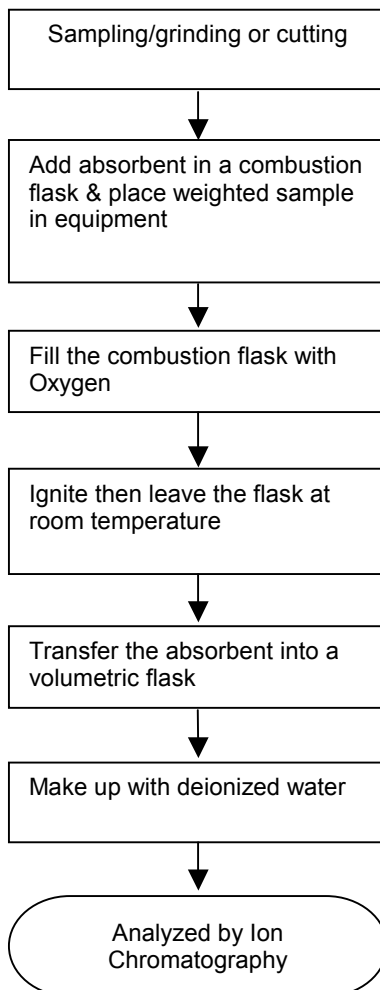 Sampling/grinding or cutting
Add absorbent in a combustion
flask & place weighted sample
in equipment
Fill the combustion flask with
Oxygen
Ignite then leave the flask at
room temperature
Transfer the absorbent into a
volumetric flask
Make up with deionized water
Analyzed by Ion
Chromatography